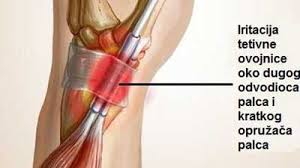 Iritacija
tetivne
ovojnice
oko dugog
odvodioca
palca i
kratkog
opružača
palca